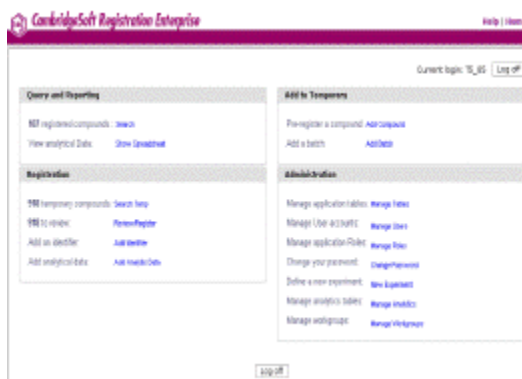 CambridgeSoft Registration Enterprise
Help | Home
Current login: T5_85 Log off
Query and Reporting
registered compounds: Search
View analytical Data: Show Spreadsheet
Add to Temporary
Pre-register a compound: Add Compound
Add a batch: Add Batch
Registration
temporary compounds: Search Temp
to review: Review/Register
Add an identifier: Add Identifier
Add analytical data: Add Analytic Data
Administration
Manage application tables: Manage Tables
Manage User accounts: Manage Users
Manage application Roles: Manage Roles
Change your password: Change Password
Define a new experiment: New Experiment
Manage analytics tables: Manage Analytics
Manage workgroups: Manage Workgroups
Log off